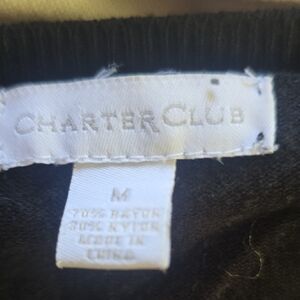 CHARTER CLUB
M
70% RAYON
30% NYLON
MADE IN
CHINA